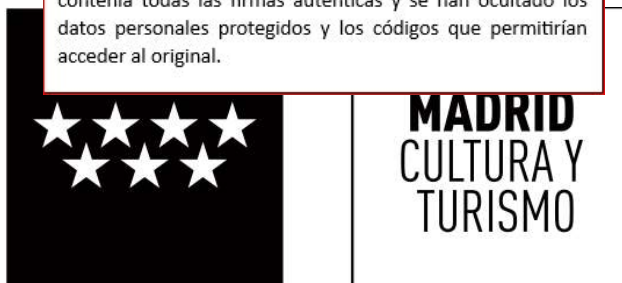 contenía todas las firmas auténticas y se han ocultado los
datos personales protegidos y los códigos que permitirían
acceder al original.
MADRID
CULTURA Y
TURISMO